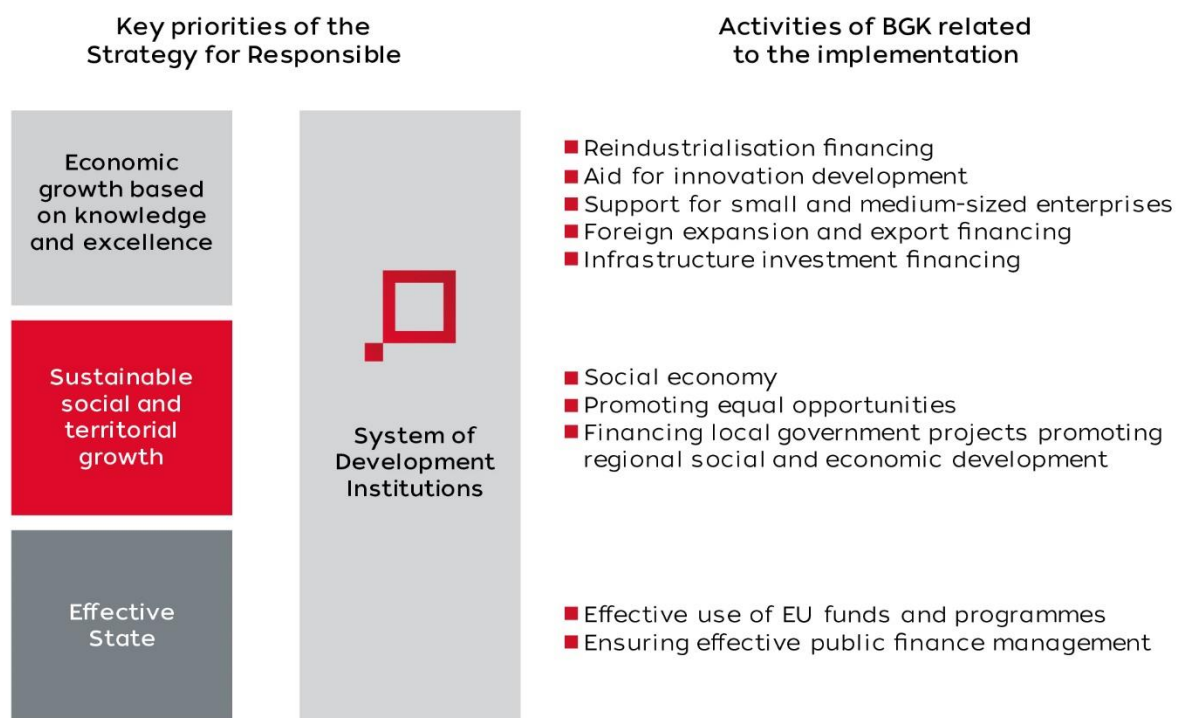 Key priorities of the
Strategy for Responsible
Activities of BGK related
to the implementation
Economic
growth based
on knowledge
and excellence
Reindustrialisation financing
Aid for innovation development
Support for small and medium-sized enterprises
Foreign expansion and export financing
Infrastructure investment financing
Sustainable
social and
territorial
growth
System of
Development
Institutions
Social economy
Promoting equal opportunities
Financing local government projects promoting
regional social and economic development
Effective
State
Effective use of EU funds and programmes
Ensuring effective public finance management